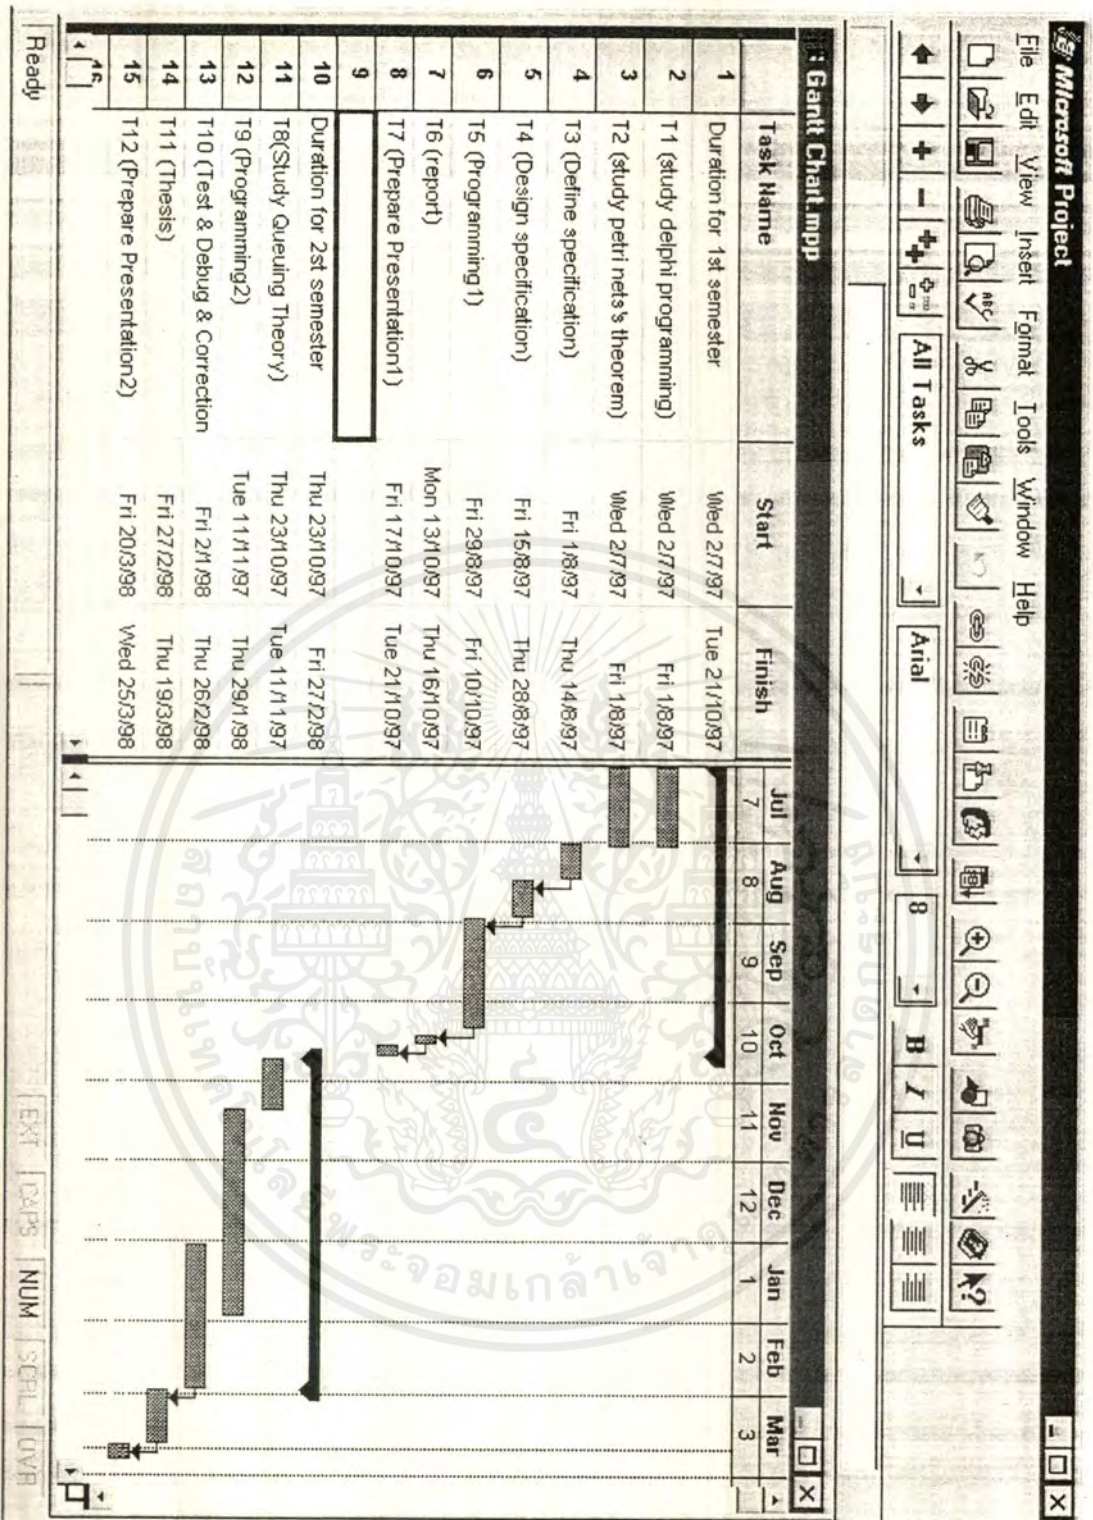 Microsoft Project
File Edit View Insert Format Tools Window Help
ABC
All Tasks Arial 8 B I U
Gantt Chart.mpp
Task Name Start Finish Jul Aug Sep Oct Nov Dec Jan Feb Mar
7 8 9 10 11 12 1 2 3
1 Duration for 1st semester Wed 2/7/97 Tue 21/10/97
2 T1 (study delphi programming) Wed 2/7/97 Fri 1/8/97
3 T2 (study petri nets's theorem) Wed 2/7/97 Fri 1/8/97
4 T3 (Define specification) Fri 1/8/97 Thu 14/8/97
5 T4 (Design specification) Fri 15/8/97 Thu 28/8/97
6 T5 (Programming1) Fri 29/8/97 Fri 10/10/97
7 T6 (report) Mon 13/10/97 Thu 16/10/97
8 T7 (Prepare Presentation1) Fri 17/10/97 Tue 21/10/97
9
10 Duration for 2st semester Thu 23/10/97 Fri 27/2/98
11 T8(Study Queuing Theory) Thu 23/10/97 Tue 11/11/97
12 T9 (Programming2) Tue 11/11/97 Thu 29/1/98
13 T10 (Test & Debug & Correction Fri 2/1/98 Thu 26/2/98
14 T11 (Thesis) Fri 27/2/98 Thu 19/3/98
15 T12 (Prepare Presentation2) Fri 20/3/98 Wed 25/3/98
16
Ready EXT CAPS NUM SCRL OVR